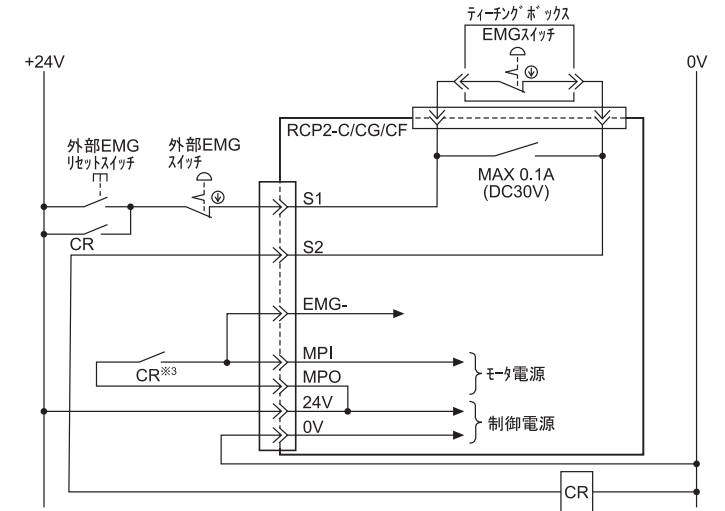 ティーチングボックス
EMGスイッチ
+24V
0V
RCP2-C/CG/CF
外部EMG
リセットスイッチ
外部EMG
スイッチ
MAX 0.1A
(DC30V)
S1
CR
S2
EMG-
MPI
CR※3
MPO
モータ電源
24V
制御電源
0V
CR